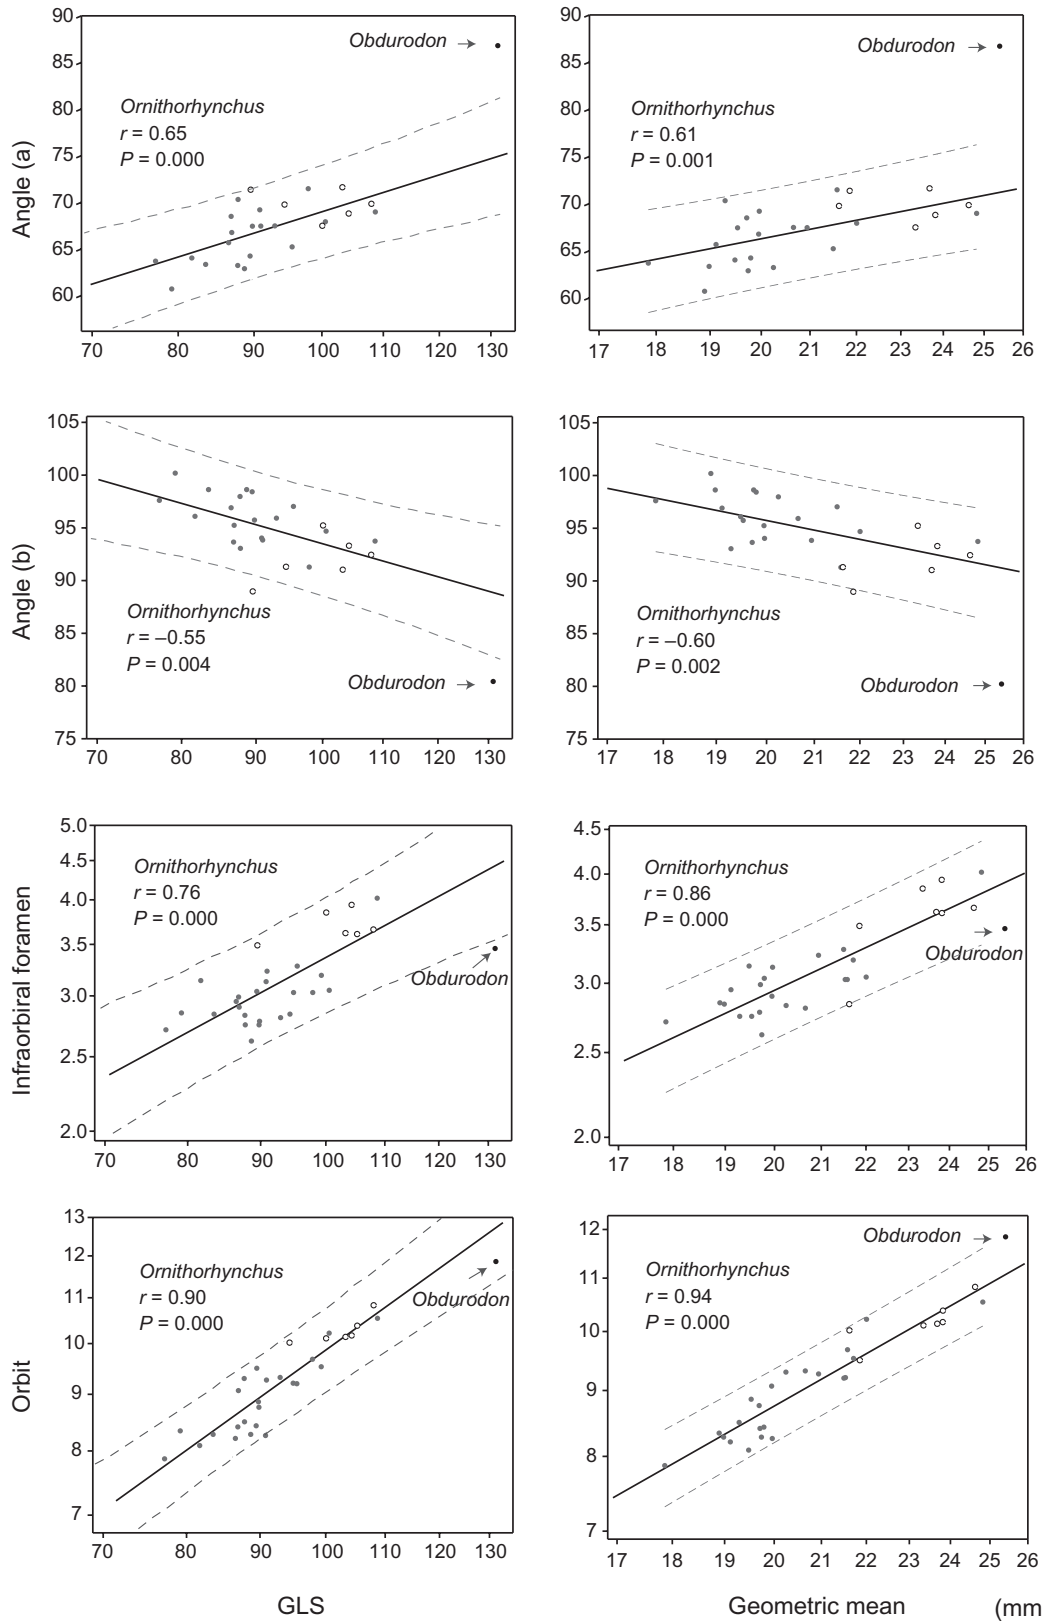 90
85
80
75
70
65
60
Angle (a)
Obdurodon
Ornithorhynchus
r = 0.65
P = 0.000
70 80 90 100 110 120 130
90
85
80
75
70
65
60
Obdurodon
Ornithorhynchus
r = 0.61
P = 0.001
17 18 19 20 21 22 23 24 25 26
105
100
95
90
85
80
75
Angle (b)
Ornithorhynchus
r = –0.55
P = 0.004
Obdurodon
70 80 90 100 110 120 130
105
100
95
90
85
80
75
Ornithorhynchus
r = –0.60
P = 0.002
Obdurodon
17 18 19 20 21 22 23 24 25 26
5.0
4.5
4.0
3.5
3.0
2.5
2.0
Infraorbiral foramen
Ornithorhynchus
r = 0.76
P = 0.000
Obdurodon
70 80 90 100 110 120 130
4.5
4.0
3.5
3.0
2.5
2.0
Ornithorhynchus
r = 0.86
P = 0.000
Obdurodon
17 18 19 20 21 22 23 24 25 26
13
12
11
10
9
8
7
Orbit
Ornithorhynchus
r = 0.90
P = 0.000
Obdurodon
70 80 90 100 110 120 130
GLS
12
11
10
9
8
7
Obdurodon
Ornithorhynchus
r = 0.94
P = 0.000
17 18 19 20 21 22 23 24 25 26
Geometric mean (mm